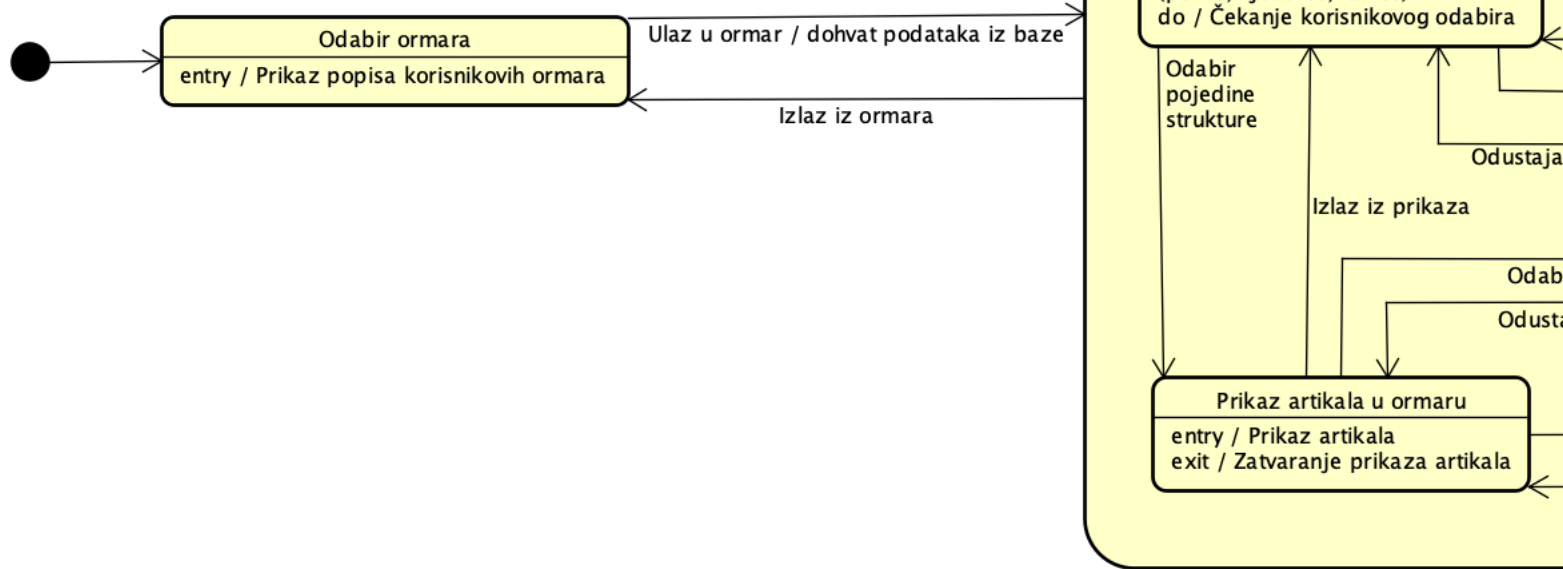 do / Čekanje korisnikovog odabira
Odabir ormara
entry / Prikaz popisa korisnikovih ormara
Ulaz u ormar / dohvat podataka iz baze
Izlaz iz ormara
Odabir
pojedine
strukture
Izlaz iz prikaza
Prikaz artikala u ormaru
entry / Prikaz artikala
exit / Zatvaranje prikaza artikala